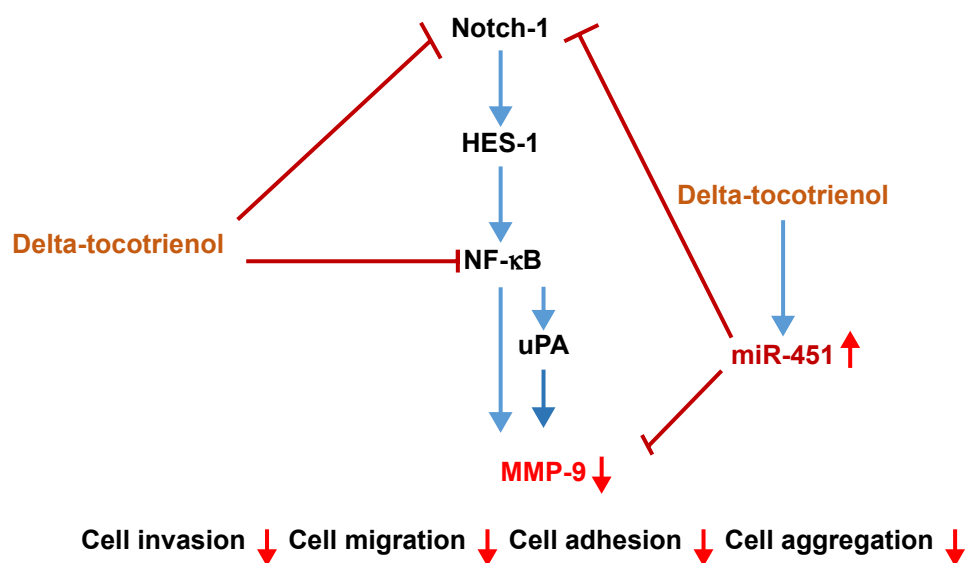 Notch-1
HES-1
Delta-tocotrienol
Delta-tocotrienol
NF-κB
uPA
miR-451
MMP-9
Cell invasion Cell migration Cell adhesion Cell aggregation